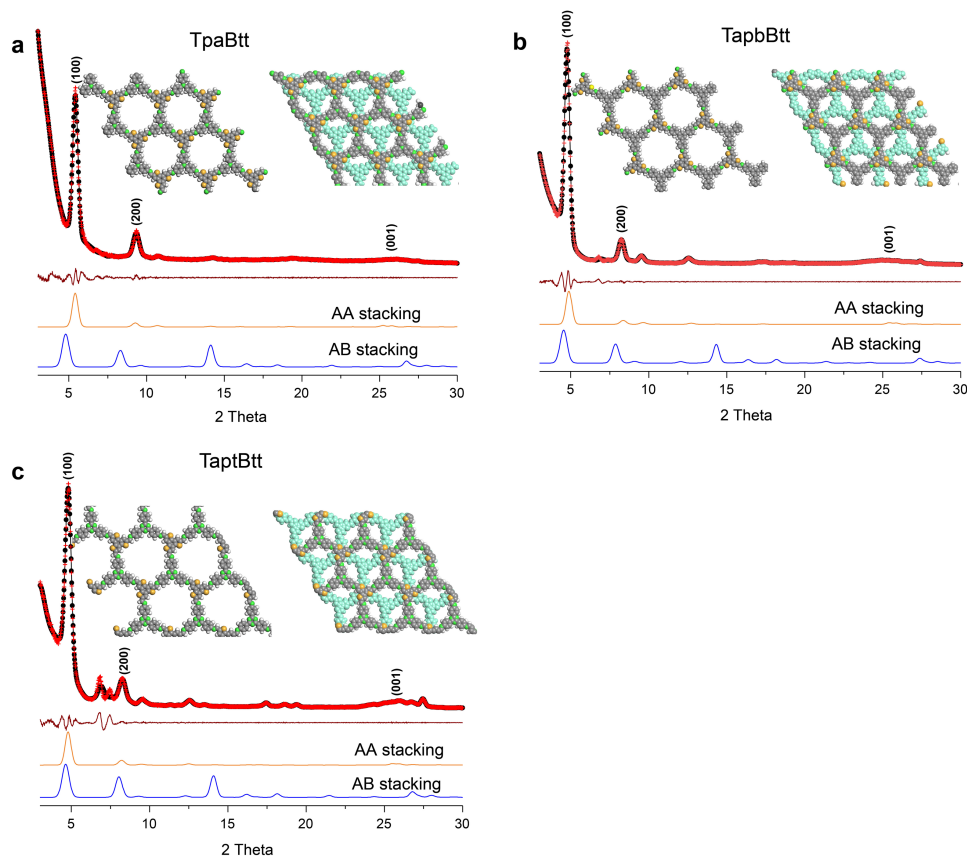 a
TpaBtt
(100)
(200)
(001)
AA stacking
AB stacking
5 10 15 20 25 30
2 Theta
b
TapbBtt
(100)
(200)
(001)
AA stacking
AB stacking
5 10 15 20 25 30
2 Theta
c
TaptBtt
(100)
(200)
(001)
AA stacking
AB stacking
5 10 15 20 25 30
2 Theta